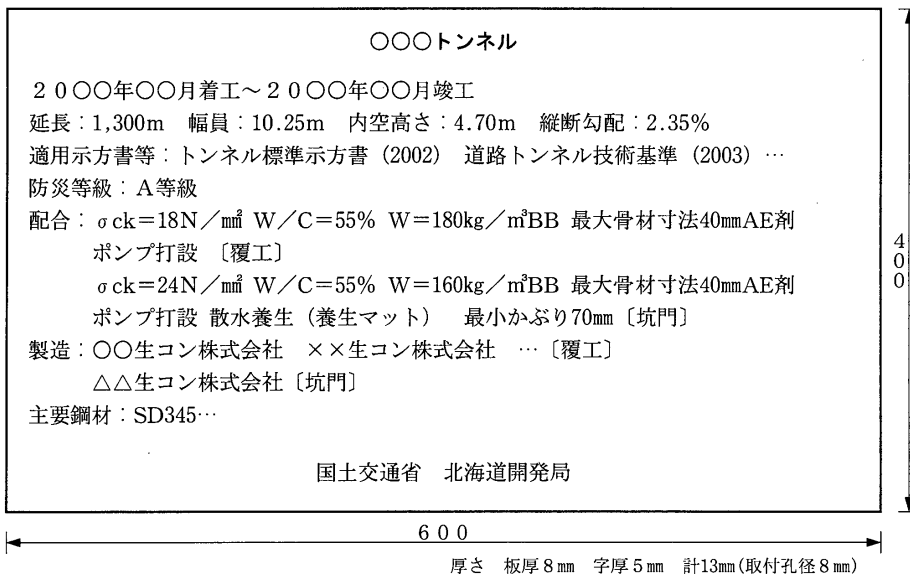 ○○○トンネル
２０○○年○○月着工～２０○○年○○月竣工
延長：1,300m　幅員：10.25m　内空高さ：4.70m　縦断勾配：2.35%
適用示方書等：トンネル標準示方書（2002）　道路トンネル技術基準（2003）…
防災等級：A等級
配合：σck＝18N／㎟ W／C＝55% W＝180kg／㎥BB 最大骨材寸法40㎜AE剤
ポンプ打設　〔覆工〕
σck＝24N／㎟ W／C＝55% W＝160kg／㎥BB 最大骨材寸法40㎜AE剤
ポンプ打設 散水養生（養生マット）　最小かぶり70㎜〔坑門〕
製造：○○生コン株式会社　××生コン株式会社　…〔覆工〕
△△生コン株式会社〔坑門〕
主要鋼材：SD345…
国土交通省　北海道開発局
４００
６００
厚さ　板厚８㎜　字厚５㎜　計13㎜(取付孔径８㎜)